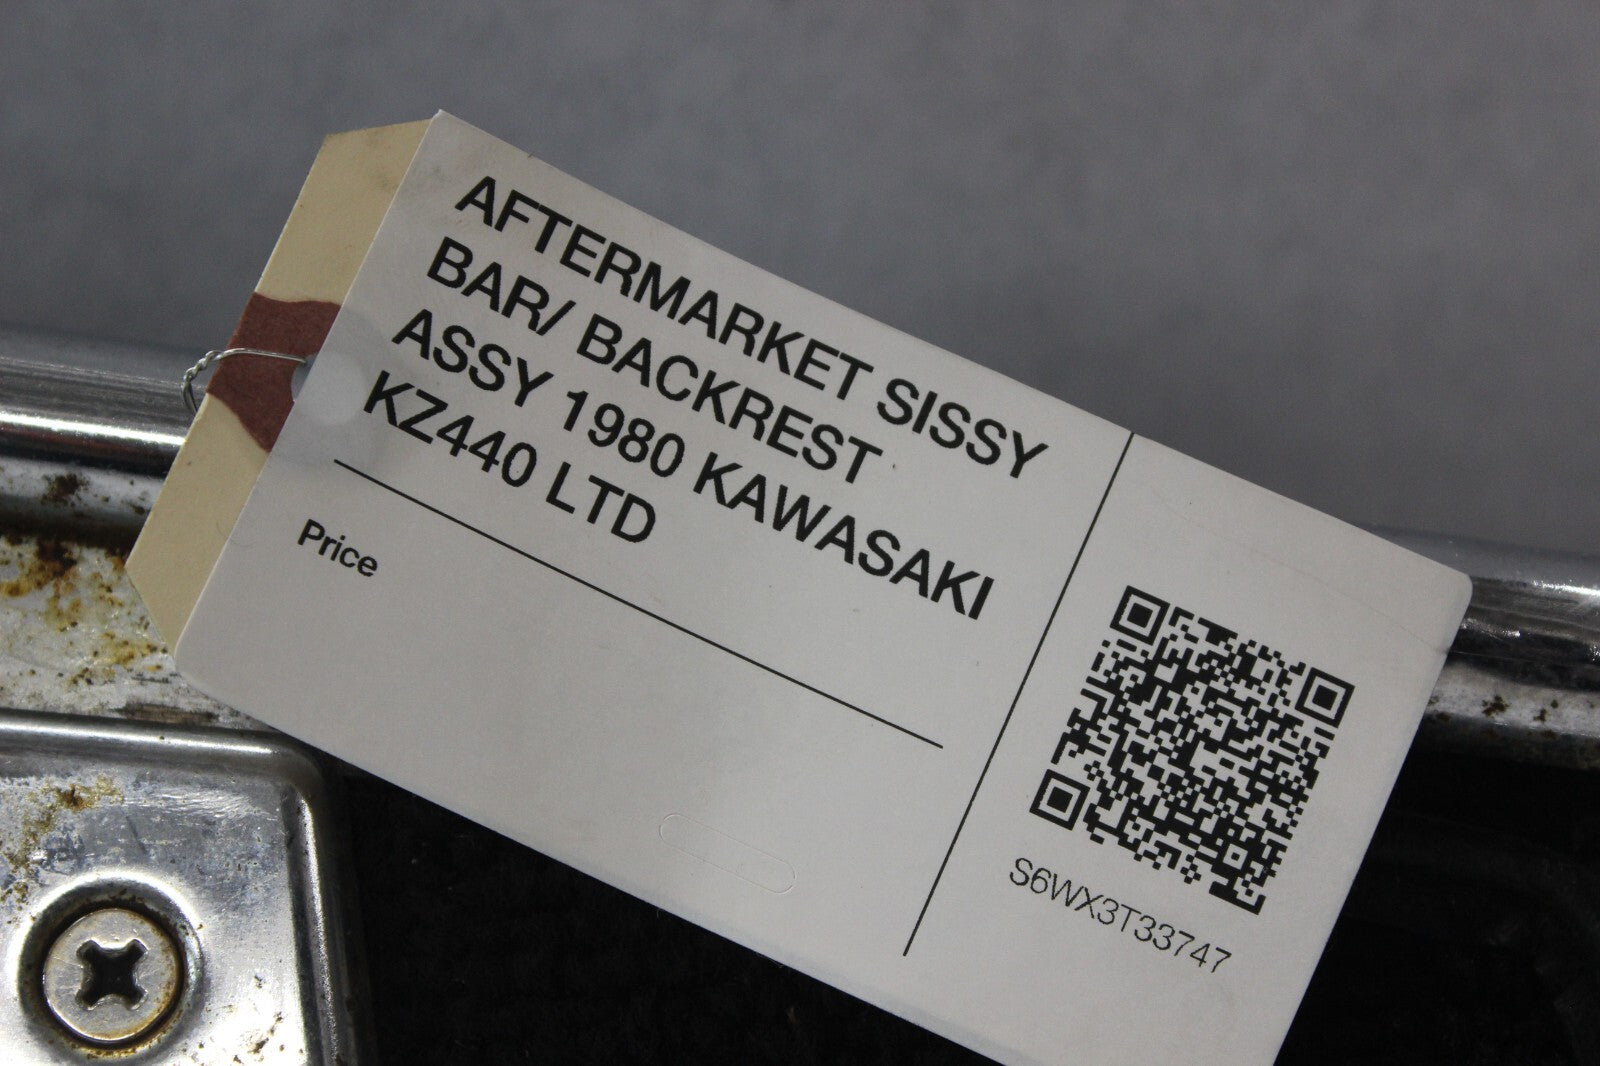 AFTERMARKET SISSY
BAR/ BACKREST
ASSY 1980 KAWASAKI
KZ440 LTD
Price
S6WX3T33747